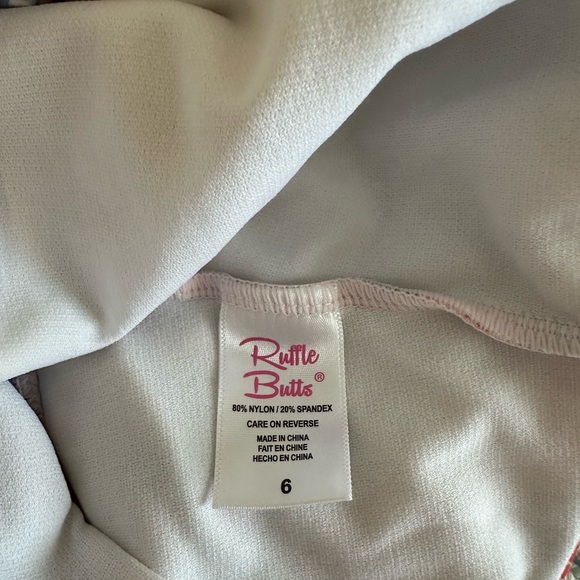 Ruffle
Butts®
80% NYLON / 20% SPANDEX
CARE ON REVERSE
MADE IN CHINA
FAIT EN CHINE
HECHO EN CHINA
6